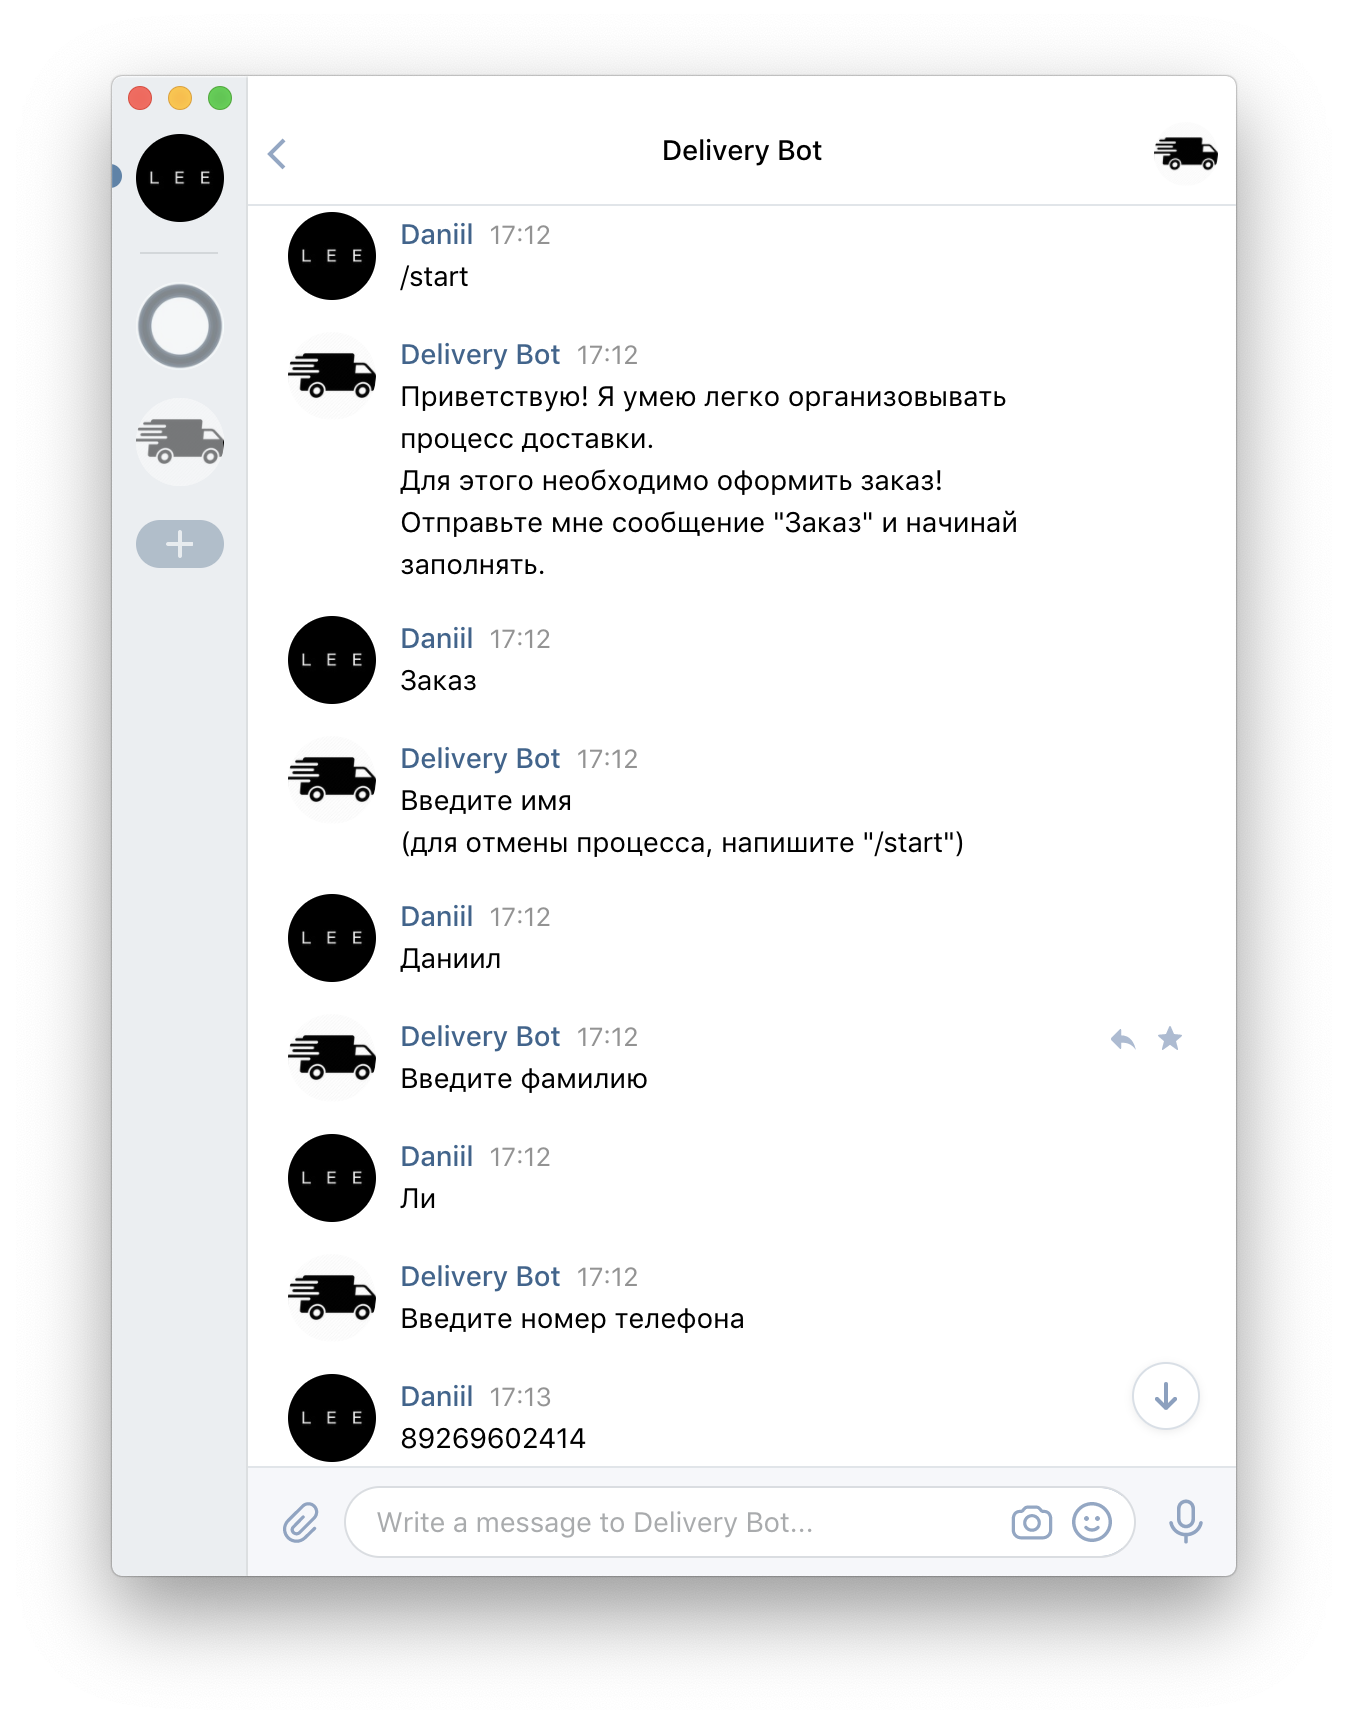 L E E
Delivery Bot
L E E
Daniil 17:12
/start
Delivery Bot 17:12
Приветствую! Я умею легко организовывать
процесс доставки.
Для этого необходимо оформить заказ!
Отправьте мне сообщение "Заказ" и начинай
заполнять.
L E E
Daniil 17:12
Заказ
Delivery Bot 17:12
Введите имя
(для отмены процесса, напишите "/start")
L E E
Daniil 17:12
Даниил
Delivery Bot 17:12
Введите фамилию
L E E
Daniil 17:12
Ли
Delivery Bot 17:12
Введите номер телефона
L E E
Daniil 17:13
89269602414
Write a message to Delivery Bot...